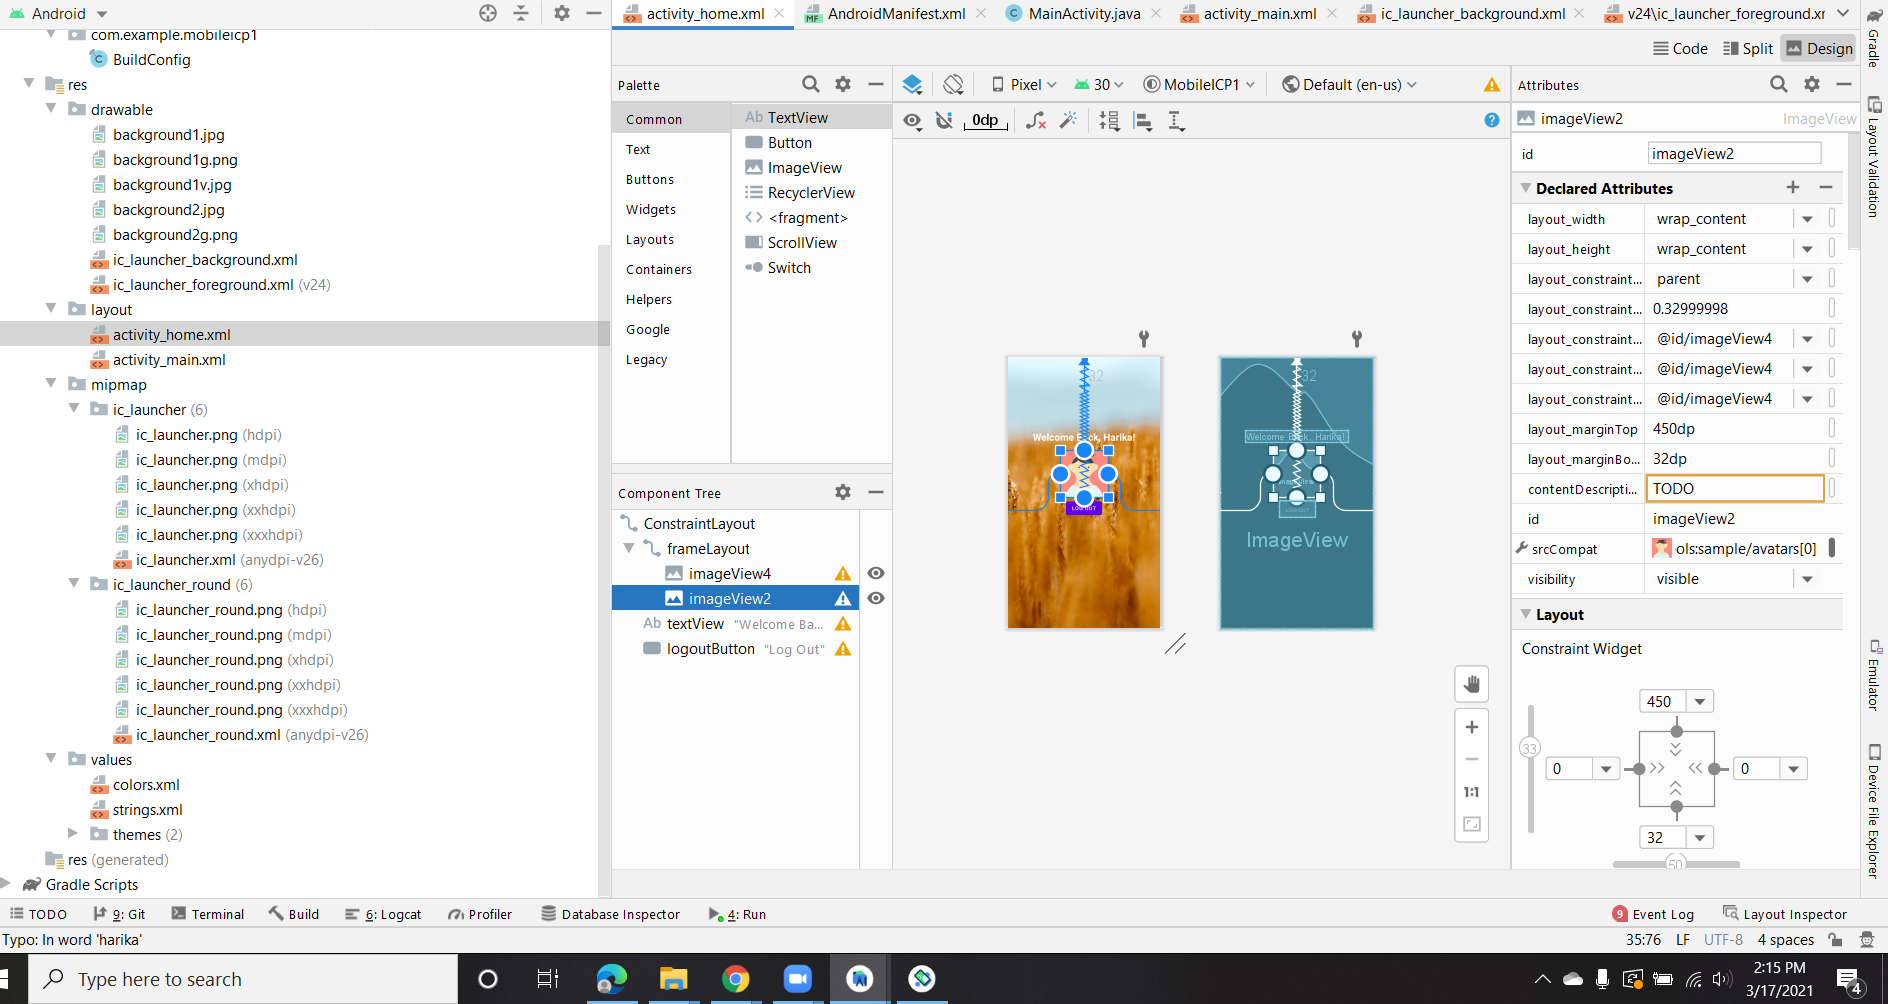 Android
activity_home.xml
AndroidManifest.xml
MainActivity.java
activity_main.xml
ic_launcher_background.xml
v24\ic_launcher_foreground.xr
com.example.mobileicp1
BuildConfig
res
drawable
background1.jpg
background1g.png
background1v.jpg
background2.jpg
background2g.png
ic_launcher_background.xml
ic_launcher_foreground.xml (v24)
layout
activity_home.xml
activity_main.xml
mipmap
ic_launcher (6)
ic_launcher.png (hdpi)
ic_launcher.png (mdpi)
ic_launcher.png (xhdpi)
ic_launcher.png (xxhdpi)
ic_launcher.png (xxxhdpi)
ic_launcher.xml (anydpi-v26)
ic_launcher_round (6)
ic_launcher_round.png (hdpi)
ic_launcher_round.png (mdpi)
ic_launcher_round.png (xhdpi)
ic_launcher_round.png (xxhdpi)
ic_launcher_round.png (xxxhdpi)
ic_launcher_round.xml (anydpi-v26)
values
colors.xml
strings.xml
themes (2)
res (generated)
Gradle Scripts
Code
Split
Design
Palette
Common
Text
Buttons
Widgets
Layouts
Containers
Helpers
Google
Legacy
Ab TextView
Button
ImageView
RecyclerView
<fragment>
ScrollView
Switch
Component Tree
ConstraintLayout
frameLayout
imageView4
imageView2
Ab textView "Welcome Ba...
logoutButton "Log Out"
Pixel
30
MobileICP1
Default (en-us)
0dp
?
32
Welcome B ck, Harika!
LOG OUT
32
Welcome B ck, Harika!
LOG OUT
ImageView
1:1
Attributes
imageView2 ImageView
id imageView2
Declared Attributes
layout_width wrap_content
layout_height wrap_content
layout_constraint... parent
layout_constraint... 0.32999998
layout_constraint... @id/imageView4
layout_constraint... @id/imageView4
layout_constraint... @id/imageView4
layout_marginTop 450dp
layout_marginBo... 32dp
contentDescripti... TODO
id imageView2
srcCompat ols:sample/avatars[0]
visibility visible
Layout
Constraint Widget
450
33
0
0
32
50
Gradle
Layout Validation
Emulator
Device File Explorer
TODO
9: Git
Terminal
Build
6: Logcat
Profiler
Database Inspector
4: Run
9 Event Log
Layout Inspector
Typo: In word 'harika'
35:76 LF UTF-8 4 spaces
Type here to search
2:15 PM
3/17/2021
4